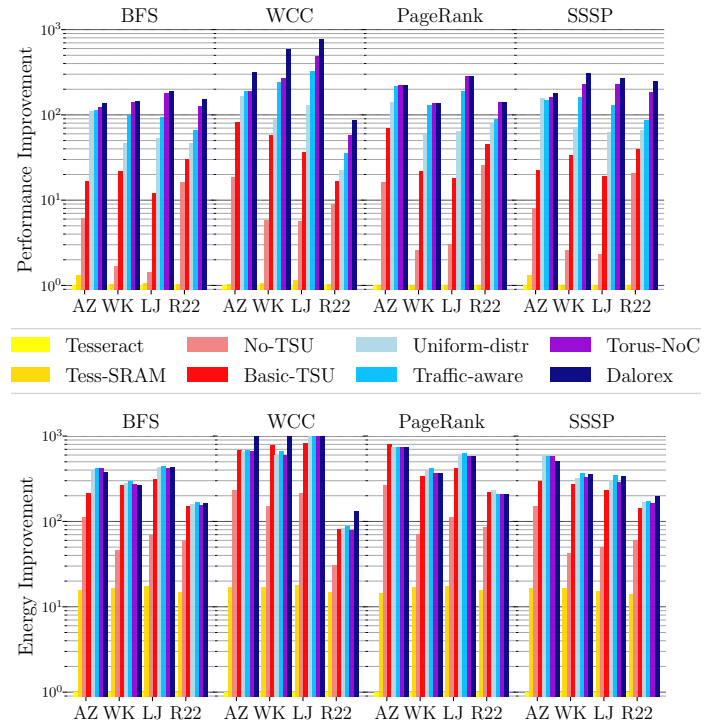 BFS WCC PageRank SSSP
10³
10²
10¹
10⁰
Performance Improvement
AZ WK LJ R22 AZ WK LJ R22 AZ WK LJ R22 AZ WK LJ R22
Tesseract No-TSU Uniform-distr Torus-NoC
Tess-SRAM Basic-TSU Traffic-aware Dalorex
BFS WCC PageRank SSSP
10³
10²
10¹
10⁰
Energy Improvement
AZ WK LJ R22 AZ WK LJ R22 AZ WK LJ R22 AZ WK LJ R22